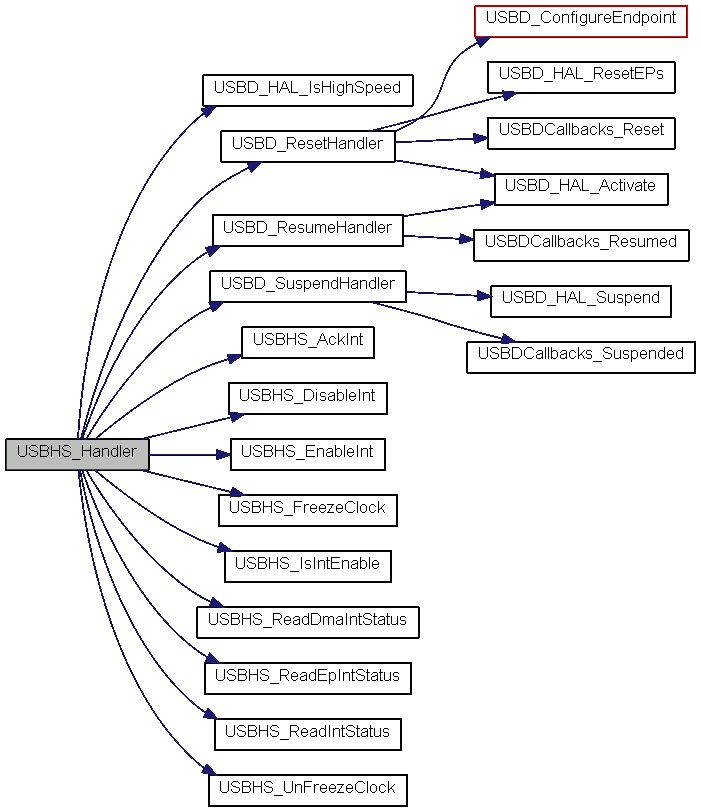 USBD_ConfigureEndpoint
USBD_HAL_ResetEPs
USBD_HAL_IsHighSpeed
USBDCallbacks_Reset
USBD_ResetHandler
USBD_HAL_Activate
USBD_ResumeHandler
USBDCallbacks_Resumed
USBD_SuspendHandler
USBD_HAL_Suspend
USBHS_AckInt
USBDCallbacks_Suspended
USBHS_DisableInt
USBHS_Handler
USBHS_EnableInt
USBHS_FreezeClock
USBHS_IsIntEnable
USBHS_ReadDmaIntStatus
USBHS_ReadEpIntStatus
USBHS_ReadIntStatus
USBHS_UnFreezeClock